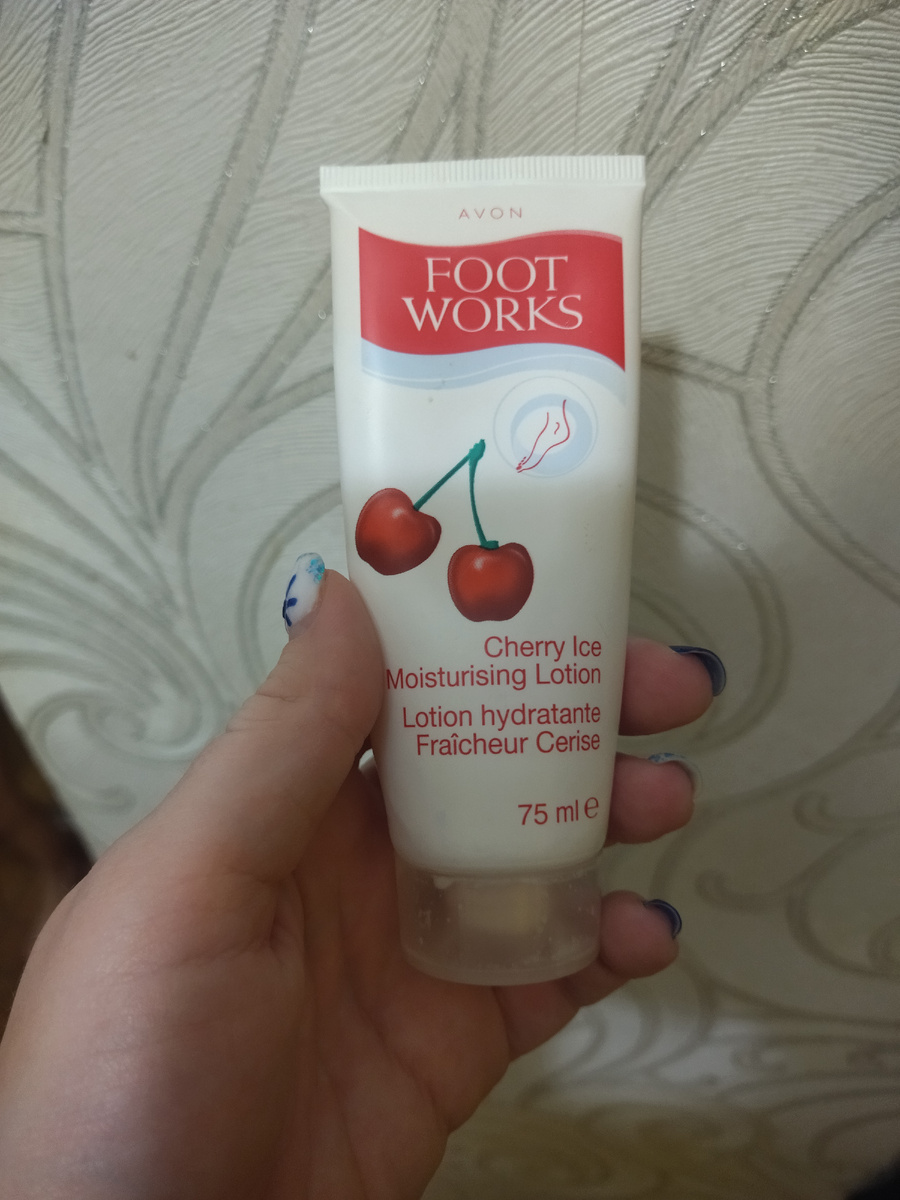 AVON
FOOT
WORKS
Cherry Ice
Moisturising Lotion
Lotion hydratante
Fraîcheur Cerise
75 ml ℮